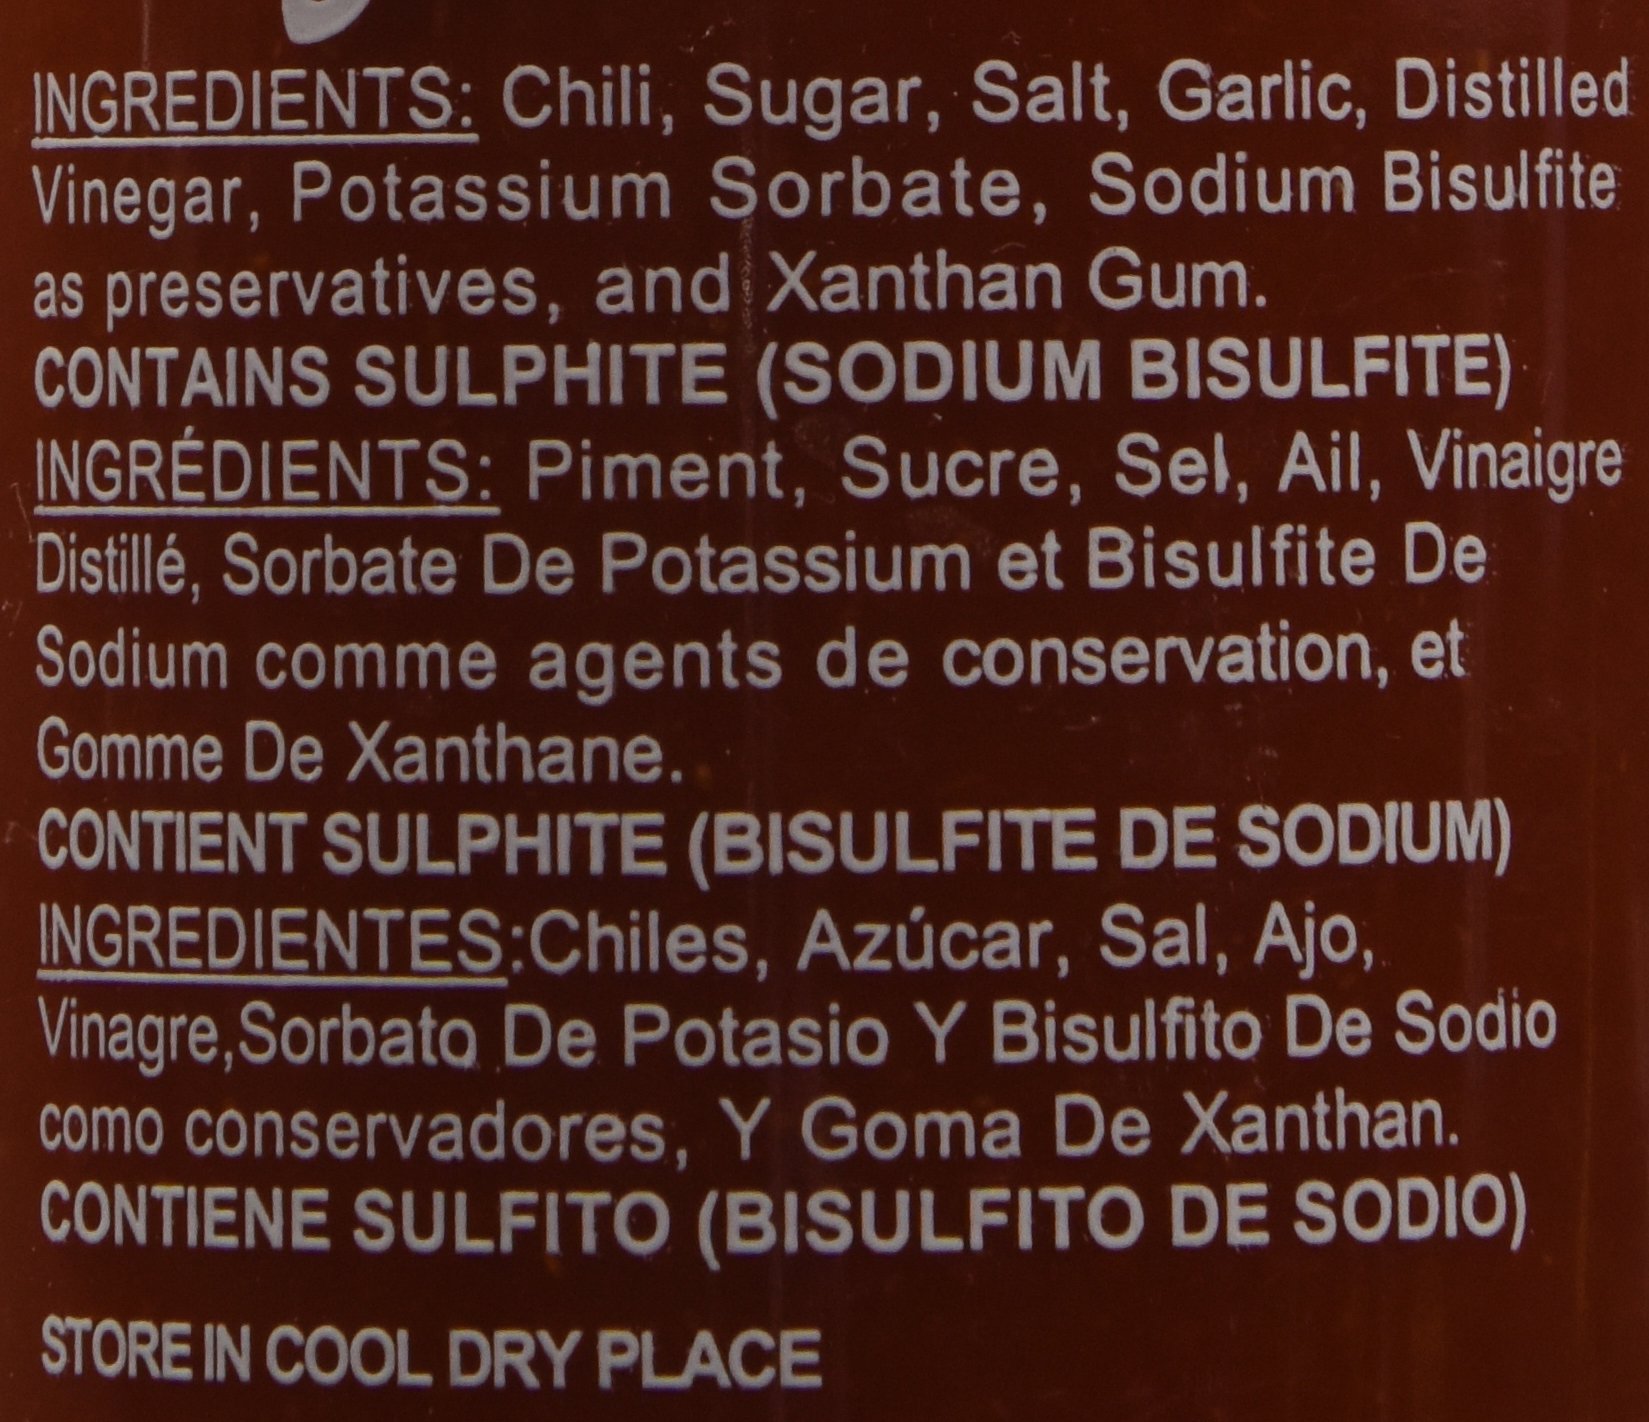 INGREDIENTS: Chili, Sugar, Salt, Garlic, Distilled
Vinegar, Potassium Sorbate, Sodium Bisulfite
as preservatives, and Xanthan Gum.
CONTAINS SULPHITE (SODIUM BISULFITE)
INGRÉDIENTS: Piment, Sucre, Sel, Ail, Vinaigre
Distillé, Sorbate De Potassium et Bisulfite De
Sodium comme agents de conservation, et
Gomme De Xanthane.
CONTIENT SULPHITE (BISULFITE DE SODIUM)
INGREDIENTES:Chiles, Azúcar, Sal, Ajo,
Vinagre,Sorbato De Potasio Y Bisulfito De Sodio
como conservadores, Y Goma De Xanthan.
CONTIENE SULFITO (BISULFITO DE SODIO)
STORE IN COOL DRY PLACE